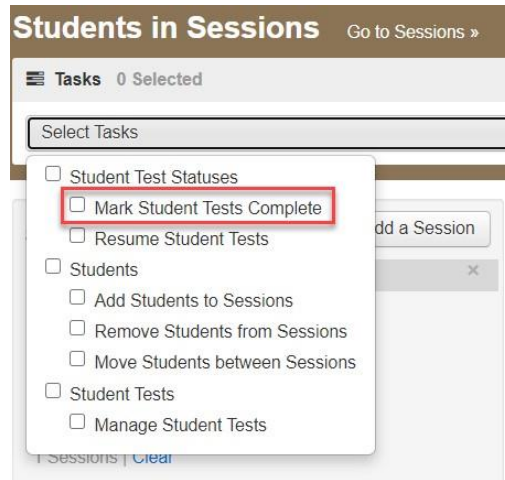 Students in Sessions Go to Sessions »
Tasks 0 Selected
Select Tasks
Student Test Statuses
Mark Student Tests Complete
dd a Session
Resume Student Tests
Students
×
Add Students to Sessions
Remove Students from Sessions
Move Students between Sessions
Student Tests
Manage Student Tests
1 Sessions | Clear